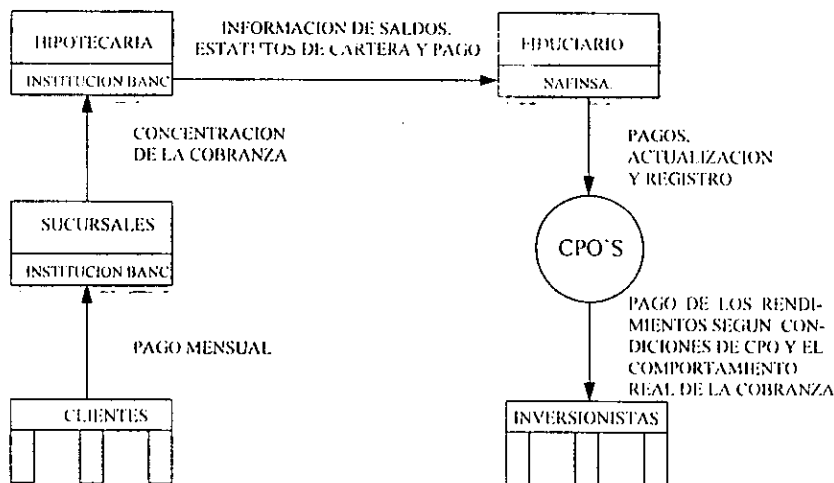 HIPOTECARIA
INSTITUCION BANC
INFORMACION DE SALDOS,
ESTATUTOS DE CARTERA Y PAGO
FIDUCIARIO
NAFINSA.
CONCENTRACION
DE LA COBRANZA
PAGOS,
ACTUALIZACION
Y REGISTRO
SUCURSALES
INSTITUCION BANC
CPO`S
PAGO MENSUAL
PAGO DE LOS RENDI-
MIENTOS SEGUN CON-
DICIONES DE CPO Y EL
COMPORTAMIENTO
REAL DE LA COBRANZA
CLIENTES
INVERSIONISTAS